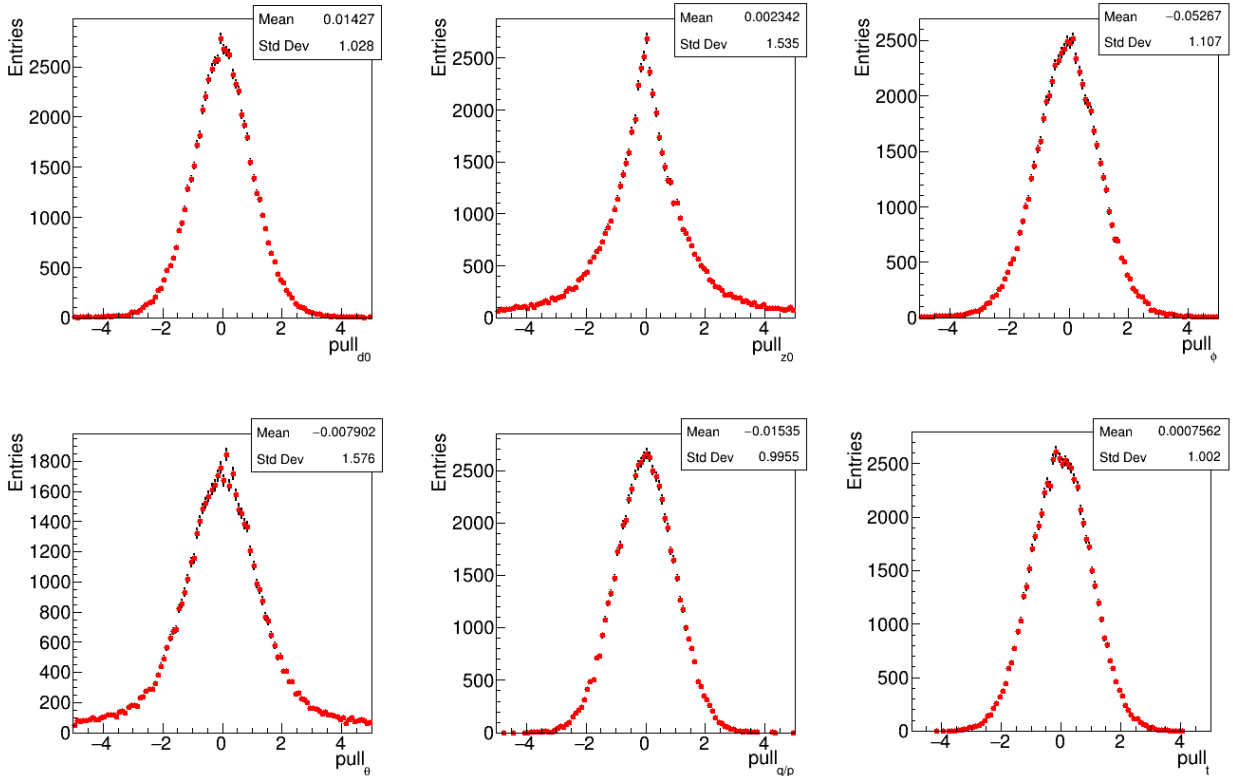 Mean 0.01427
Std Dev 1.028
Entries
2500
2000
1500
1000
500
0
−4 −2 0 2 4
pull d0
Mean 0.002342
Std Dev 1.535
Entries
2500
2000
1500
1000
500
0
−4 −2 0 2 4
pull z0
Mean −0.05267
Std Dev 1.107
Entries
2500
2000
1500
1000
500
0
−4 −2 0 2 4
pull ϕ
Mean −0.007902
Std Dev 1.576
Entries
1800
1600
1400
1200
1000
800
600
400
200
0
−4 −2 0 2 4
pull θ
Mean −0.01535
Std Dev 0.9955
Entries
2500
2000
1500
1000
500
0
−4 −2 0 2 4
pull q/p
Mean 0.0007562
Std Dev 1.002
Entries
2500
2000
1500
1000
500
0
−4 −2 0 2 4
pull t